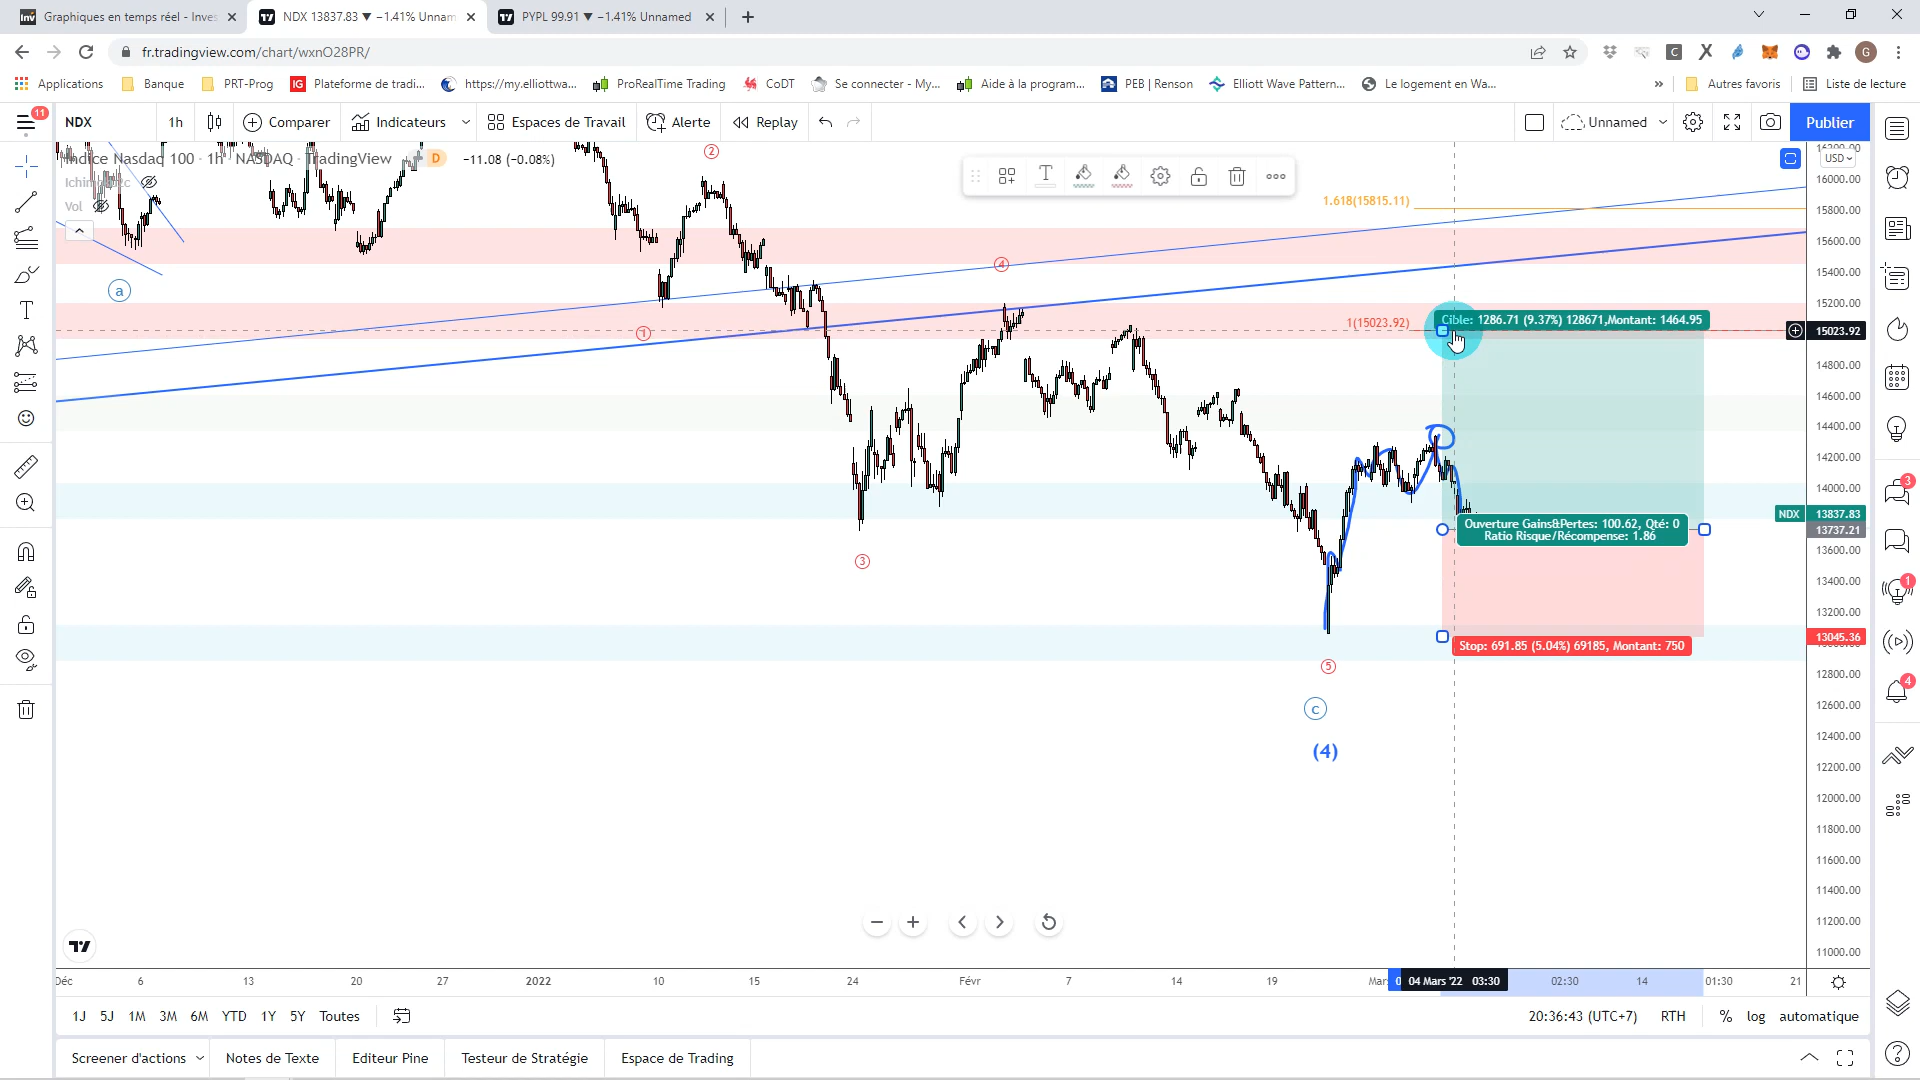 Graphiques en temps réel - Inves
NDX 13837.83 ▼ −1.41% Unnam
PYPL 99.91 ▼ −1.41% Unnamed
fr.tradingview.com/chart/wxnO28PR/
G
Applications
Banque
PRT-Prog
IG
Plateforme de tradi...
https://my.elliottwa...
ProRealTime Trading
CoDT
Se connecter - My...
Aide à la program...
PEB | Renson
Elliott Wave Pattern...
Le logement en Wa...
»
Autres favoris
Liste de lecture
11
NDX
1h
Comparer
Indicateurs
Espaces de Travail
Alerte
Replay
Unnamed
Publier
Indice Nasdaq 100 · 1h · NASDAQ · TradingView
D
−11.08 (−0.08%)
Vol
USD
16000.00
15800.00
15600.00
15400.00
15200.00
15023.92
14800.00
14600.00
14400.00
14200.00
14000.00
NDX 13837.83
13737.21
13600.00
13400.00
13200.00
13045.36
12800.00
12600.00
12400.00
12200.00
12000.00
11800.00
11600.00
11400.00
11200.00
11000.00
1.618(15815.11)
1(15023.92)
Cible: 1286.71 (9.37%) 128671,Montant: 1464.95
Ouverture Gains&Pertes: 100.62, Qté: 0
Ratio Risque/Récompense: 1.86
Stop: 691.85 (5.04%) 69185, Montant: 750
a
1
2
3
4
5
c
(4)
3
1
4
Déc
6
13
20
27
2022
10
15
24
Févr
7
14
19
Mar
04 Mars '22 03:30
02:30
14
01:30
21
1J
5J
1M
3M
6M
YTD
1Y
5Y
Toutes
20:36:43 (UTC+7)
RTH
%
log
automatique
Screener d'actions
Notes de Texte
Editeur Pine
Testeur de Stratégie
Espace de Trading